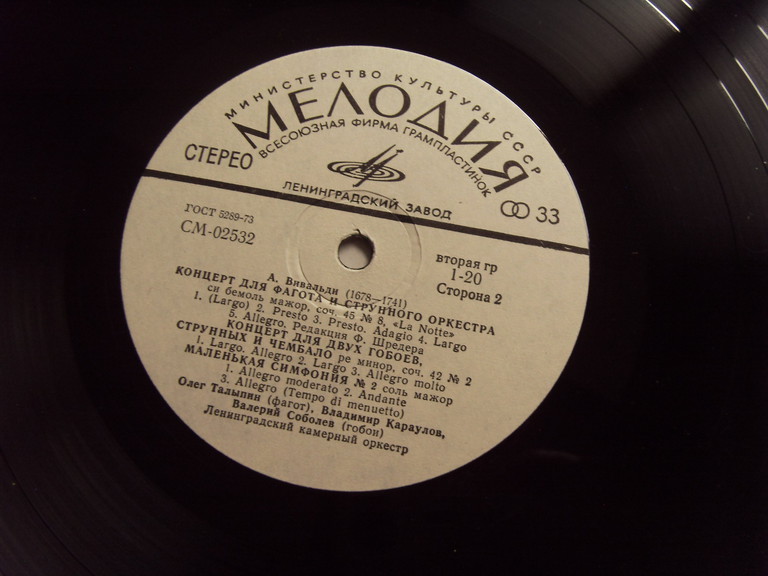 МИНИСТЕРСТВО КУЛЬТУРЫ СССР
МЕЛОДИЯ
ВСЕСОЮЗНАЯ ФИРМА ГРАМПЛАСТИНОК
СТЕРЕО
ЛЕНИНГРАДСКИЙ ЗАВОД
33
ГОСТ 5289-73
СМ-02532
вторая гр
1-20
Сторона 2
А. Вивальди (1678—1741)
КОНЦЕРТ ДЛЯ ФАГОТА И СТРУННОГО ОРКЕСТРА
си бемоль мажор, соч. 45 № 8, «La Notte»
1. (Largo) 2. Presto 3. Presto. Adagio 4. Largo
5. Allegro. Редакция Ф. Шредера
КОНЦЕРТ ДЛЯ ДВУХ ГОБОЕВ,
СТРУННЫХ И ЧЕМБАЛО ре минор, соч. 42 № 2
1. Largo. Allegro 2. Largo 3. Allegro molto
МАЛЕНЬКАЯ СИМФОНИЯ № 2 соль мажор
1. Allegro moderato 2. Andante
3. Allegro (Tempo di menuetto)
Олег Талыпин (фагот), Владимир Караулов,
Валерий Соболев (гобои)
Ленинградский камерный оркестр